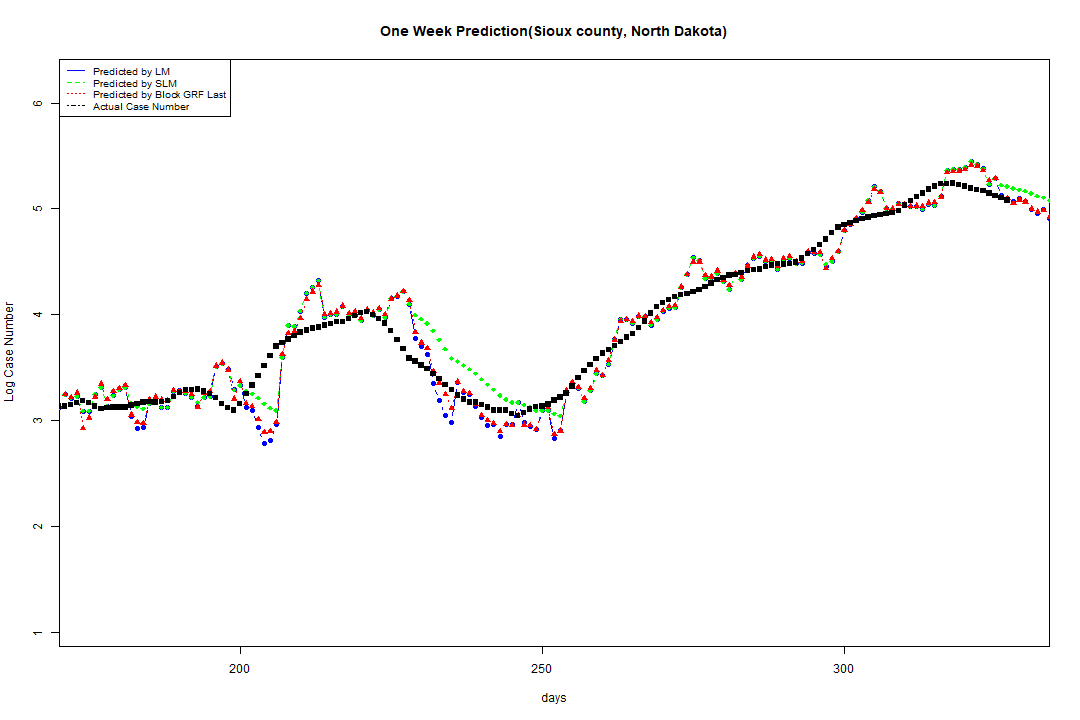 One Week Prediction(Sioux county, North Dakota)
Predicted by LM
Predicted by SLM
Predicted by Block GRF Last
Actual Case Number
6
5
4
3
2
1
Log Case Number
200
250
300
days